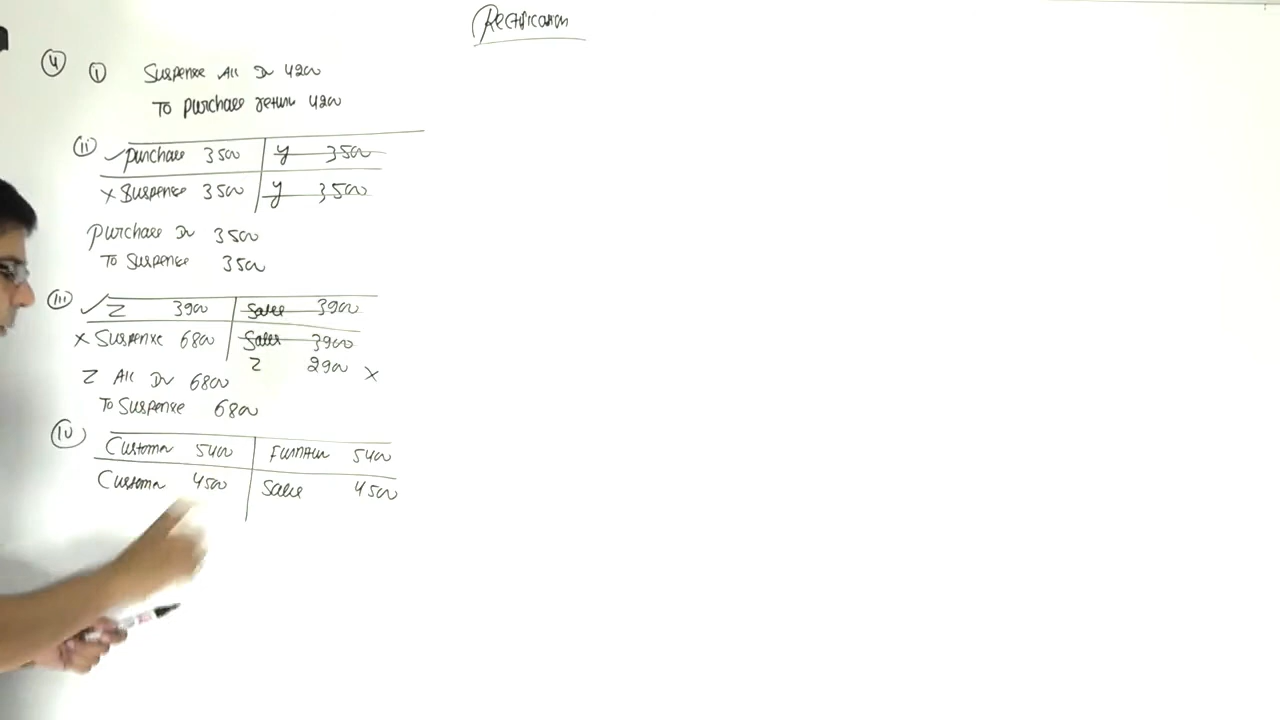 Rectification
④ ① Suspense A/c Dr 4200
To purchase return 4200
(ii) ✓ purchase 3500 y 3500
× Suspense 3500 y 3500
purchase Dr 3500
To Suspense 3500
(iii) ✓ Z 3900 Sales 3900
× Suspense 6800 Sales 3900
Z 2900 ×
Z A/c Dr 6800
To Suspense 6800
(iv) Customer 5400 Furniture 5400
Customer 4500 Sales 4500